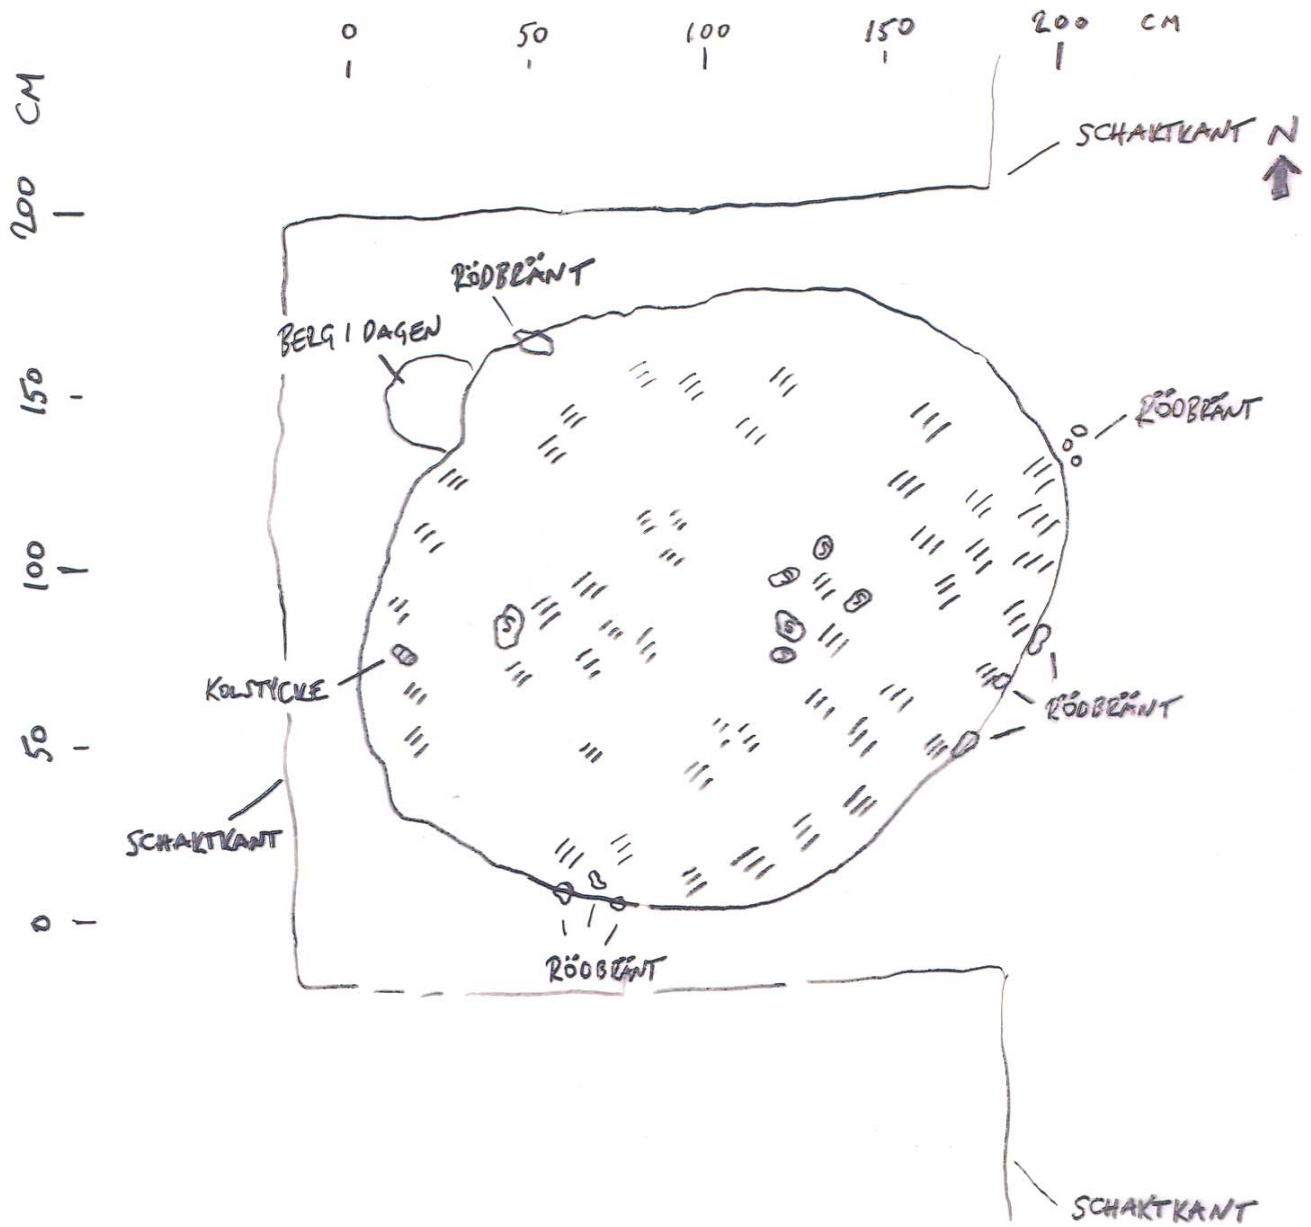 0 50 100 150 200 CM
CM
SCHAKTKANT N
200
RÖDBRÄNT
BERG I DAGEN
150
RÖDBRÄNT
100
S
S
S
S
S
S
KOLSTYCKE
RÖDBRÄNT
50
SCHAKTKANT
0
RÖDBRÄNT
SCHAKTKANT